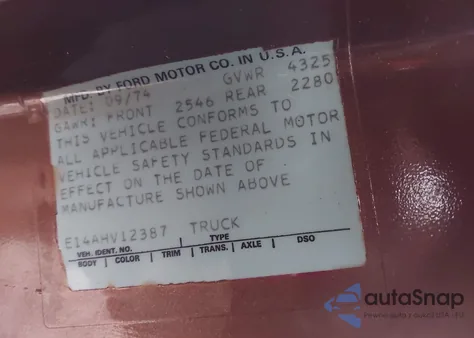 MFD. BY FORD MOTOR CO. IN U.S.A.
DATE: 09/74 GVWR 4325
GAWR: FRONT 2546 REAR 2280
THIS VEHICLE CONFORMS TO
ALL APPLICABLE FEDERAL MOTOR
VEHICLE SAFETY STANDARDS IN
EFFECT ON THE DATE OF
MANUFACTURE SHOWN ABOVE
E14AHV12387 TRUCK
VEH. IDENT. NO. TYPE
BODY COLOR TRIM TRANS. AXLE DSO
autoSnap